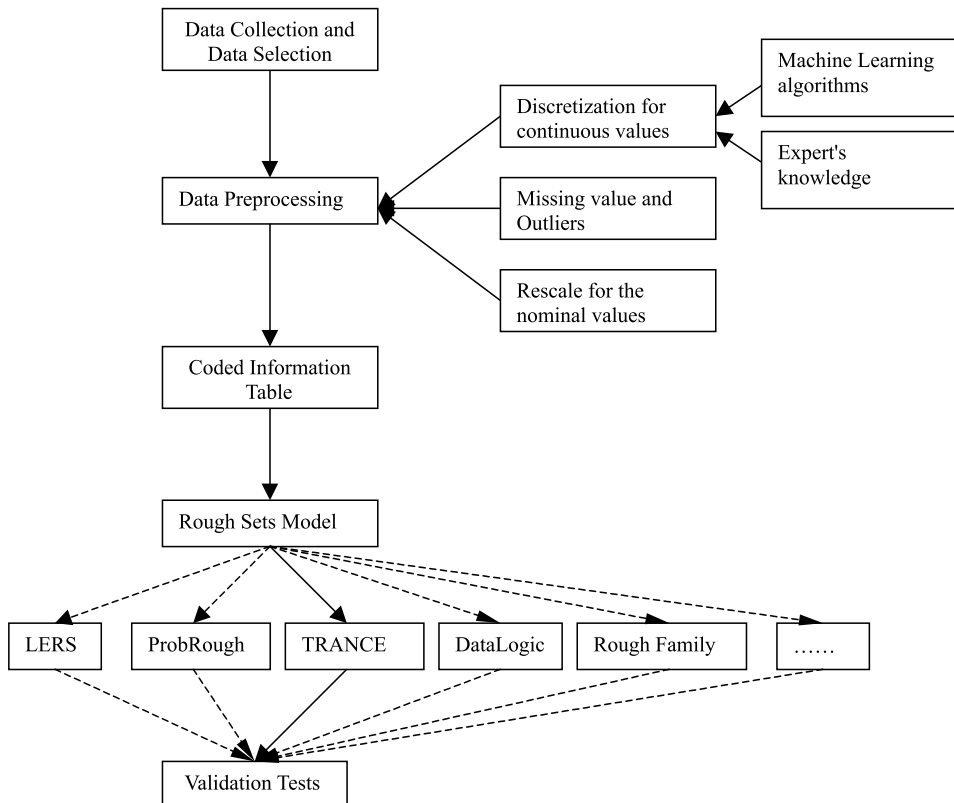 Data Collection and
Data Selection
Machine Learning
algorithms
Discretization for
continuous values
Expert's
knowledge
Data Preprocessing
Missing value and
Outliers
Rescale for the
nominal values
Coded Information
Table
Rough Sets Model
LERS
ProbRough
TRANCE
DataLogic
Rough Family
......
Validation Tests